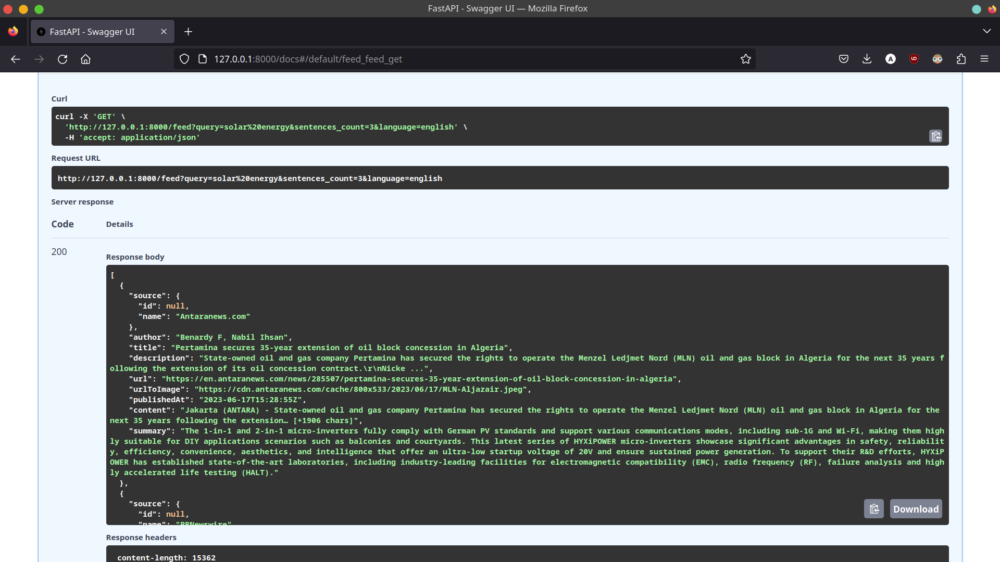 FastAPI - Swagger UI — Mozilla Firefox
FastAPI - Swagger UI
127.0.0.1:8000/docs#/default/feed_feed_get
Curl
curl -X 'GET' \
  'http://127.0.0.1:8000/feed?query=solar%20energy&sentences_count=3&language=english' \
  -H 'accept: application/json'
Request URL
http://127.0.0.1:8000/feed?query=solar%20energy&sentences_count=3&language=english
Server response
Code Details
200
Response body
[
  {
    "source": {
      "id": null,
      "name": "Antaranews.com"
    },
    "author": "Benardy F, Nabil Ihsan",
    "title": "Pertamina secures 35-year extension of oil block concession in Algeria",
    "description": "State-owned oil and gas company Pertamina has secured the rights to operate the Menzel Ledjmet Nord (MLN) oil and gas block in Algeria for the next 35 years f
ollowing the extension of its oil concession contract.\r\nNicke ...",
    "url": "https://en.antaranews.com/news/285507/pertamina-secures-35-year-extension-of-oil-block-concession-in-algeria",
    "urlToImage": "https://cdn.antaranews.com/cache/800x533/2023/06/17/MLN-Aljazair.jpeg",
    "publishedAt": "2023-06-17T15:28:55Z",
    "content": "Jakarta (ANTARA) - State-owned oil and gas company Pertamina has secured the rights to operate the Menzel Ledjmet Nord (MLN) oil and gas block in Algeria for the
next 35 years following the extension… [+1906 chars]",
    "summary": "The 1-in-1 and 2-in-1 micro-inverters fully comply with German PV standards and support various communications modes, including sub-1G and Wi-Fi, making them high
ly suitable for DIY applications scenarios such as balconies and courtyards. This latest series of HYXiPOWER micro-inverters showcase significant advantages in safety, reliabilit
y, efficiency, convenience, aesthetics, and intelligence that offer an ultra-low startup voltage of 20V and ensure sustained power generation. To support their R&D efforts, HYXiP
OWER has established state-of-the-art laboratories, including industry-leading facilities for electromagnetic compatibility (EMC), radio frequency (RF), failure analysis and high
ly accelerated life testing (HALT)."
  },
  {
    "source": {
      "id": null,
      "name": "PRNewswire"
Download
Response headers
content-length: 15362